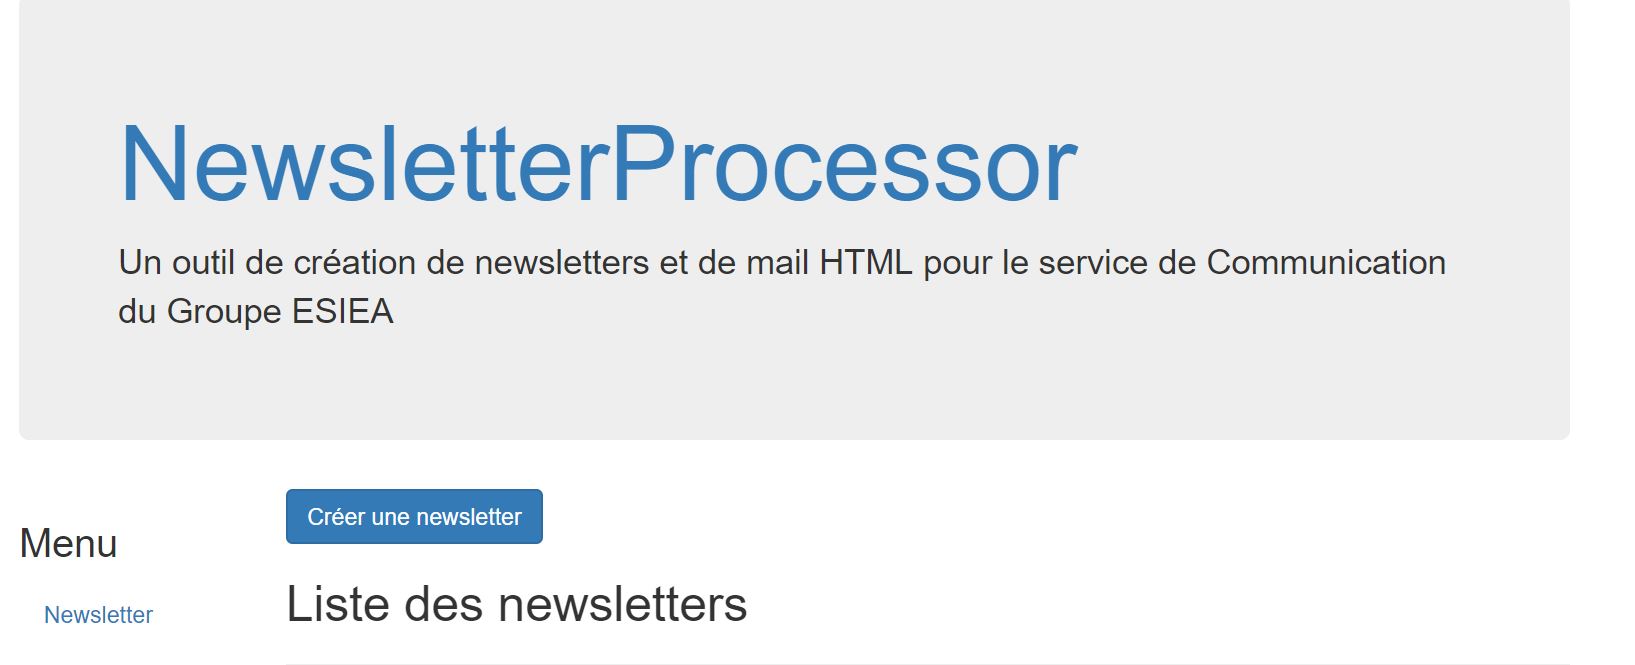 NewsletterProcessor
Un outil de création de newsletters et de mail HTML pour le service de Communication
du Groupe ESIEA
Menu
Newsletter
Créer une newsletter
Liste des newsletters